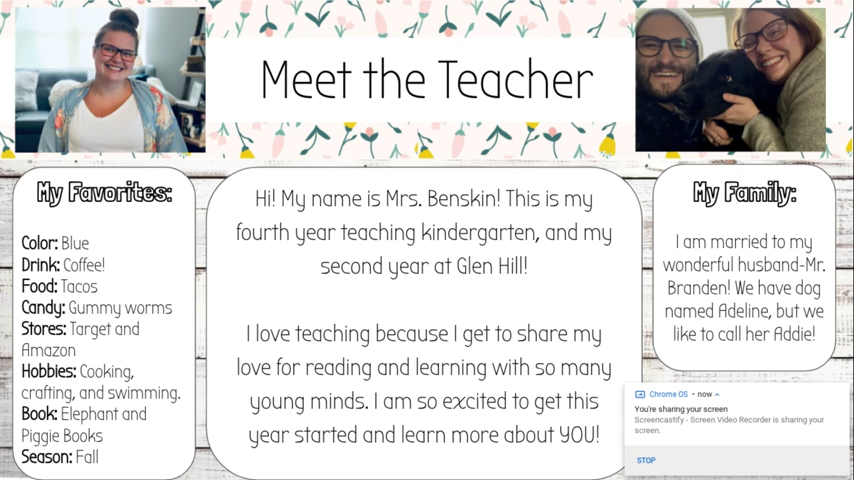 Meet the Teacher
My Favorites:
Color: Blue
Drink: Coffee!
Food: Tacos
Candy: Gummy worms
Stores: Target and
Amazon
Hobbies: Cooking,
crafting, and swimming.
Book: Elephant and
Piggie Books
Season: Fall
Hi! My name is Mrs. Benskin! This is my
fourth year teaching kindergarten, and my
second year at Glen Hill!
I love teaching because I get to share my
love for reading and learning with so many
young minds. I am so excited to get this
year started and learn more about YOU!
My Family:
I am married to my
wonderful husband-Mr.
Branden! We have dog
named Adeline, but we
like to call her Addie!
Chrome OS • now
You're sharing your screen
Screencastify - Screen Video Recorder is sharing your
screen.
STOP